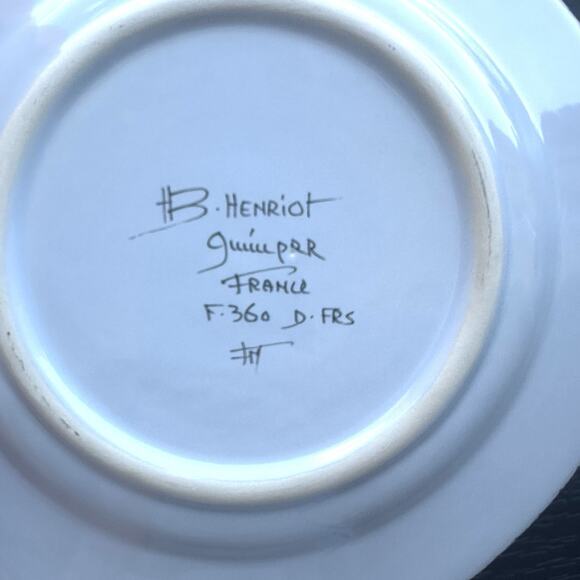 HB. HENRIOT
Quimper
FRANCE
F.360 D.FRS